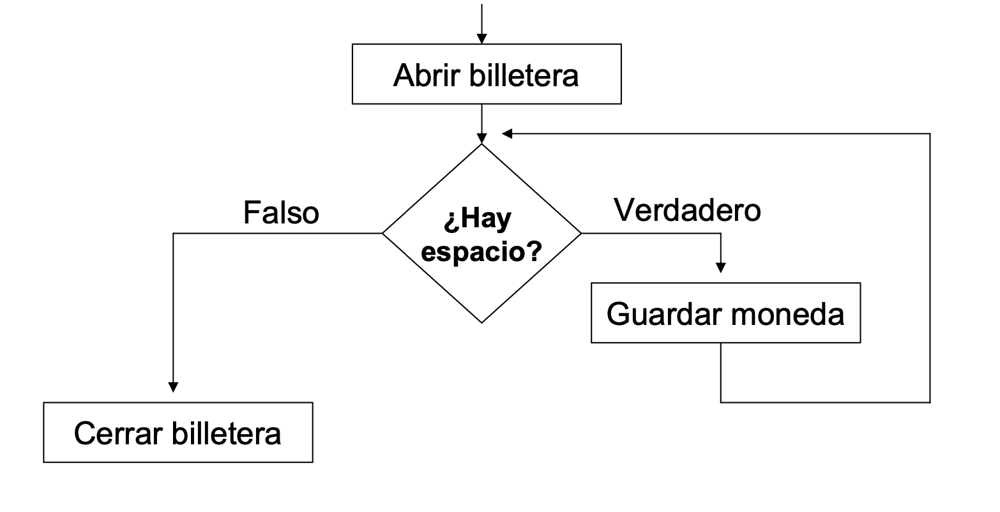 Abrir billetera
Falso
¿Hay
espacio?
Verdadero
Guardar moneda
Cerrar billetera